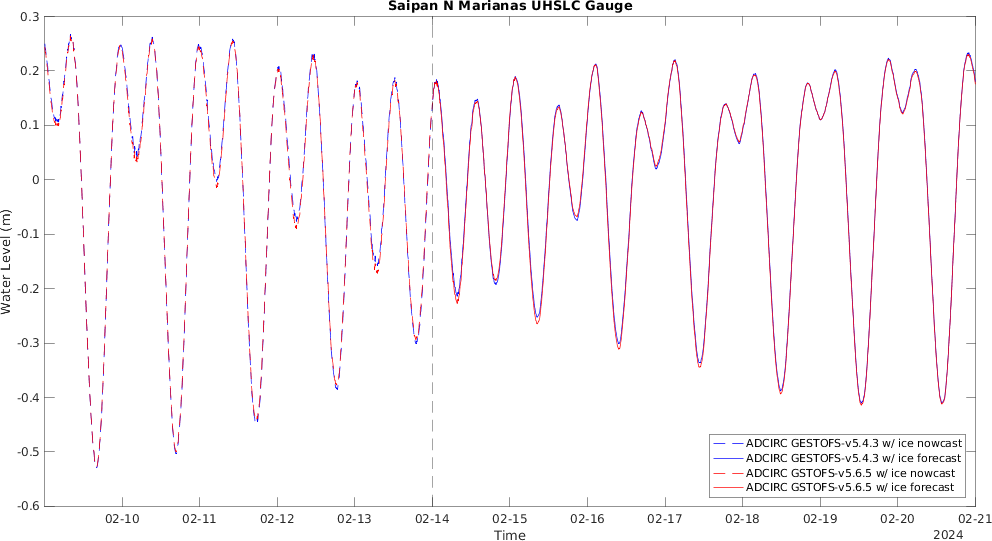 Saipan N Marianas UHSLC Gauge
0.3
0.2
0.1
0
-0.1
-0.2
-0.3
-0.4
-0.5
-0.6
Water Level (m)
ADCIRC GESTOFS-v5.4.3 w/ ice nowcast
ADCIRC GESTOFS-v5.4.3 w/ ice forecast
ADCIRC GSTOFS-v5.6.5 w/ ice nowcast
ADCIRC GSTOFS-v5.6.5 w/ ice forecast
02-10 02-11 02-12 02-13 02-14 02-15 02-16 02-17 02-18 02-19 02-20 02-21
Time
2024